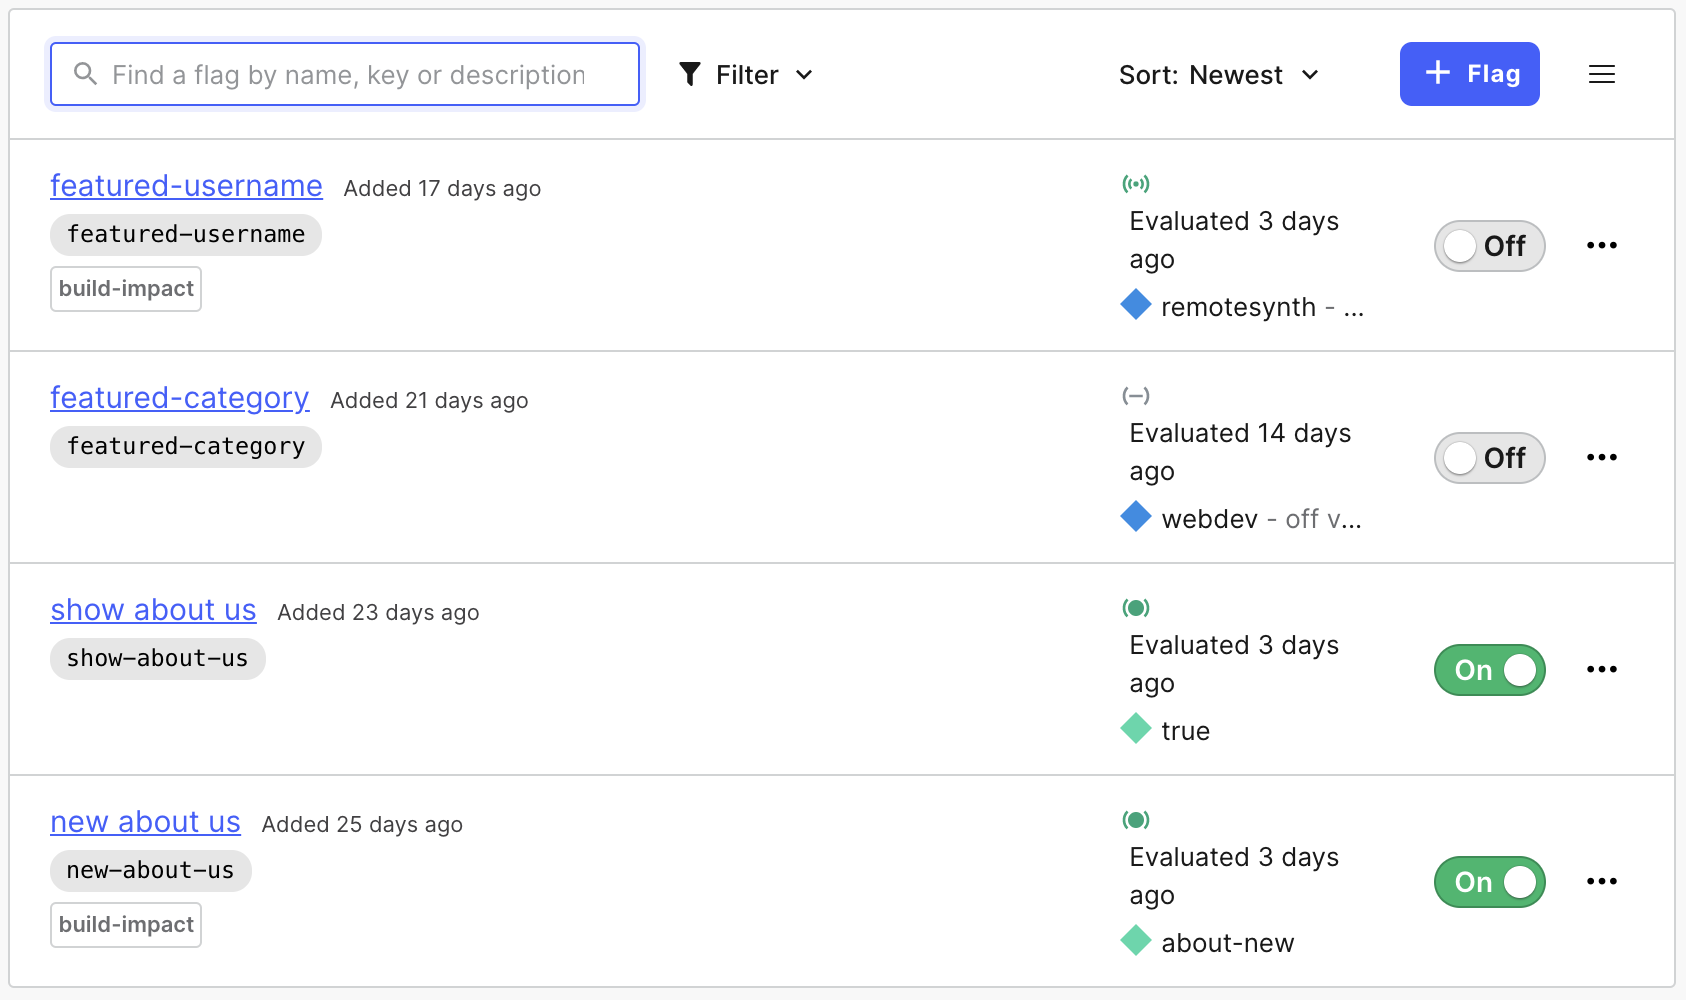 Find a flag by name, key or description
Filter
Sort: Newest
+ Flag
featured-username Added 17 days ago
featured-username
build-impact
Evaluated 3 days
ago
remotesynth - ...
Off
featured-category Added 21 days ago
featured-category
Evaluated 14 days
ago
webdev - off v...
Off
show about us Added 23 days ago
show-about-us
Evaluated 3 days
ago
true
On
new about us Added 25 days ago
new-about-us
build-impact
Evaluated 3 days
ago
about-new
On